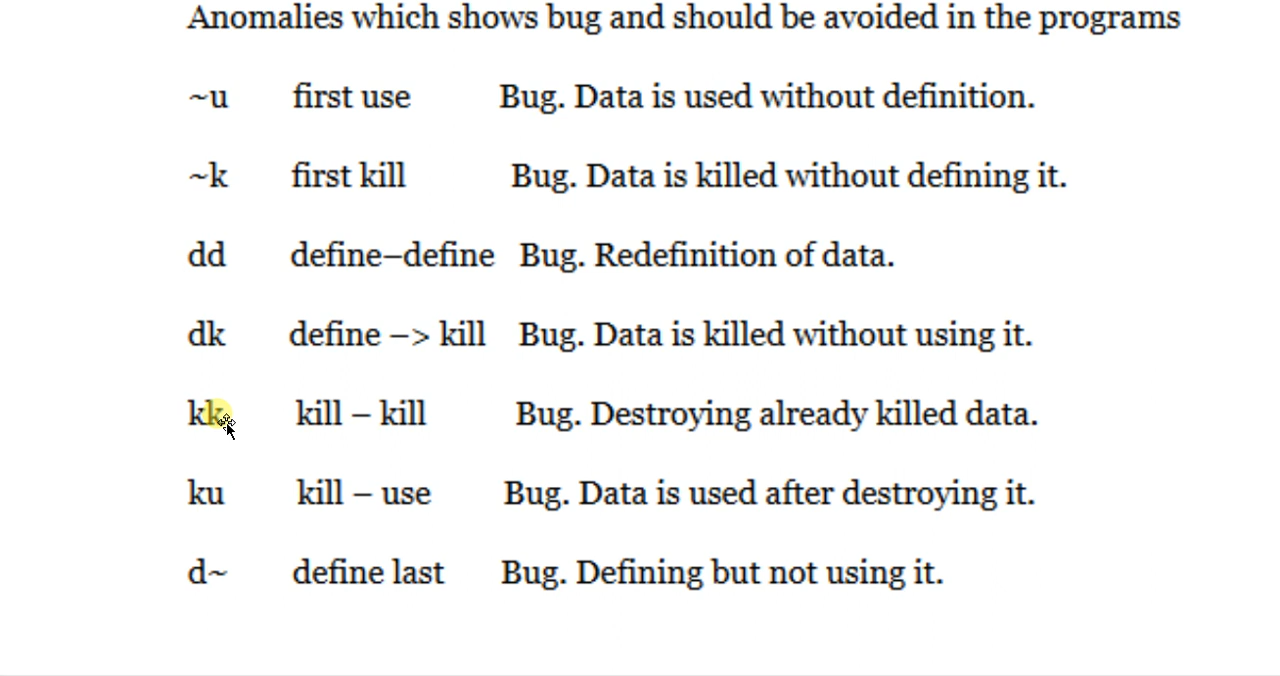 Anomalies which shows bug and should be avoided in the programs
~u first use Bug. Data is used without definition.
~k first kill Bug. Data is killed without defining it.
dd define–define Bug. Redefinition of data.
dk define –> kill Bug. Data is killed without using it.
kk kill – kill Bug. Destroying already killed data.
ku kill – use Bug. Data is used after destroying it.
d~ define last Bug. Defining but not using it.